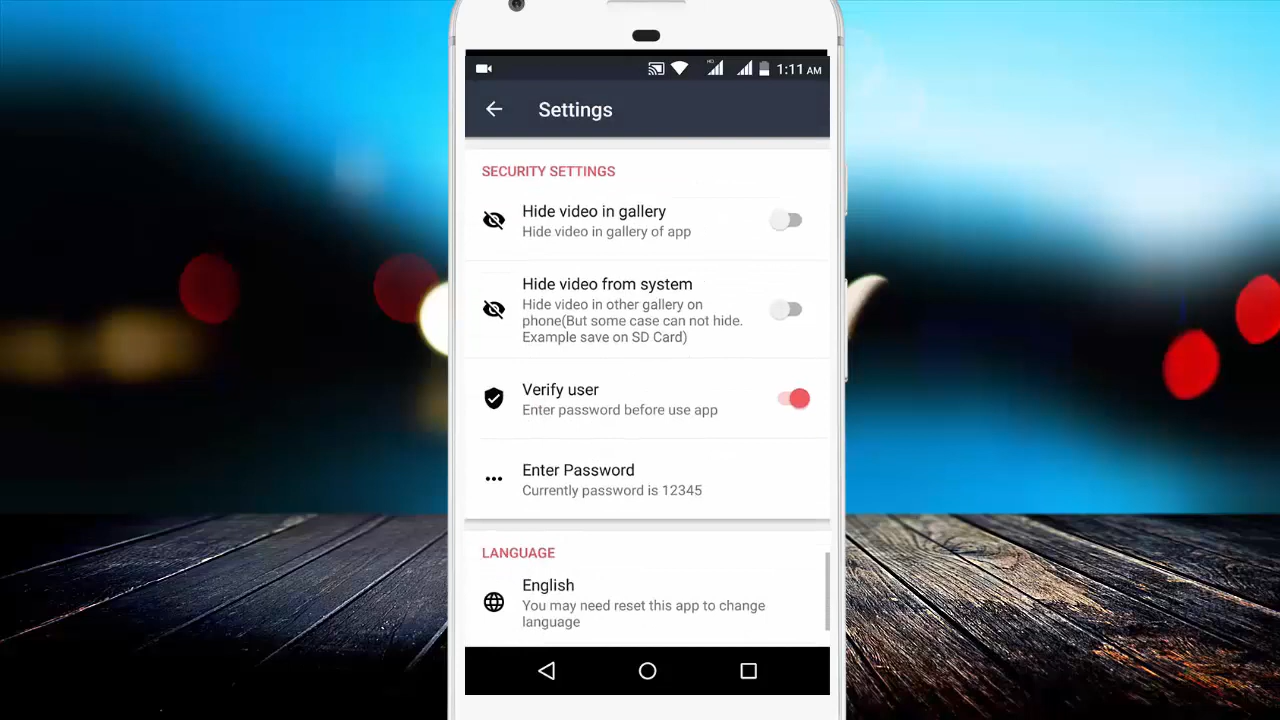 1:11 AM
Settings
SECURITY SETTINGS
Hide video in gallery
Hide video in gallery of app
Hide video from system
Hide video in other gallery on
phone(But some case can not hide.
Example save on SD Card)
Verify user
Enter password before use app
Enter Password
Currently password is 12345
LANGUAGE
English
You may need reset this app to change
language